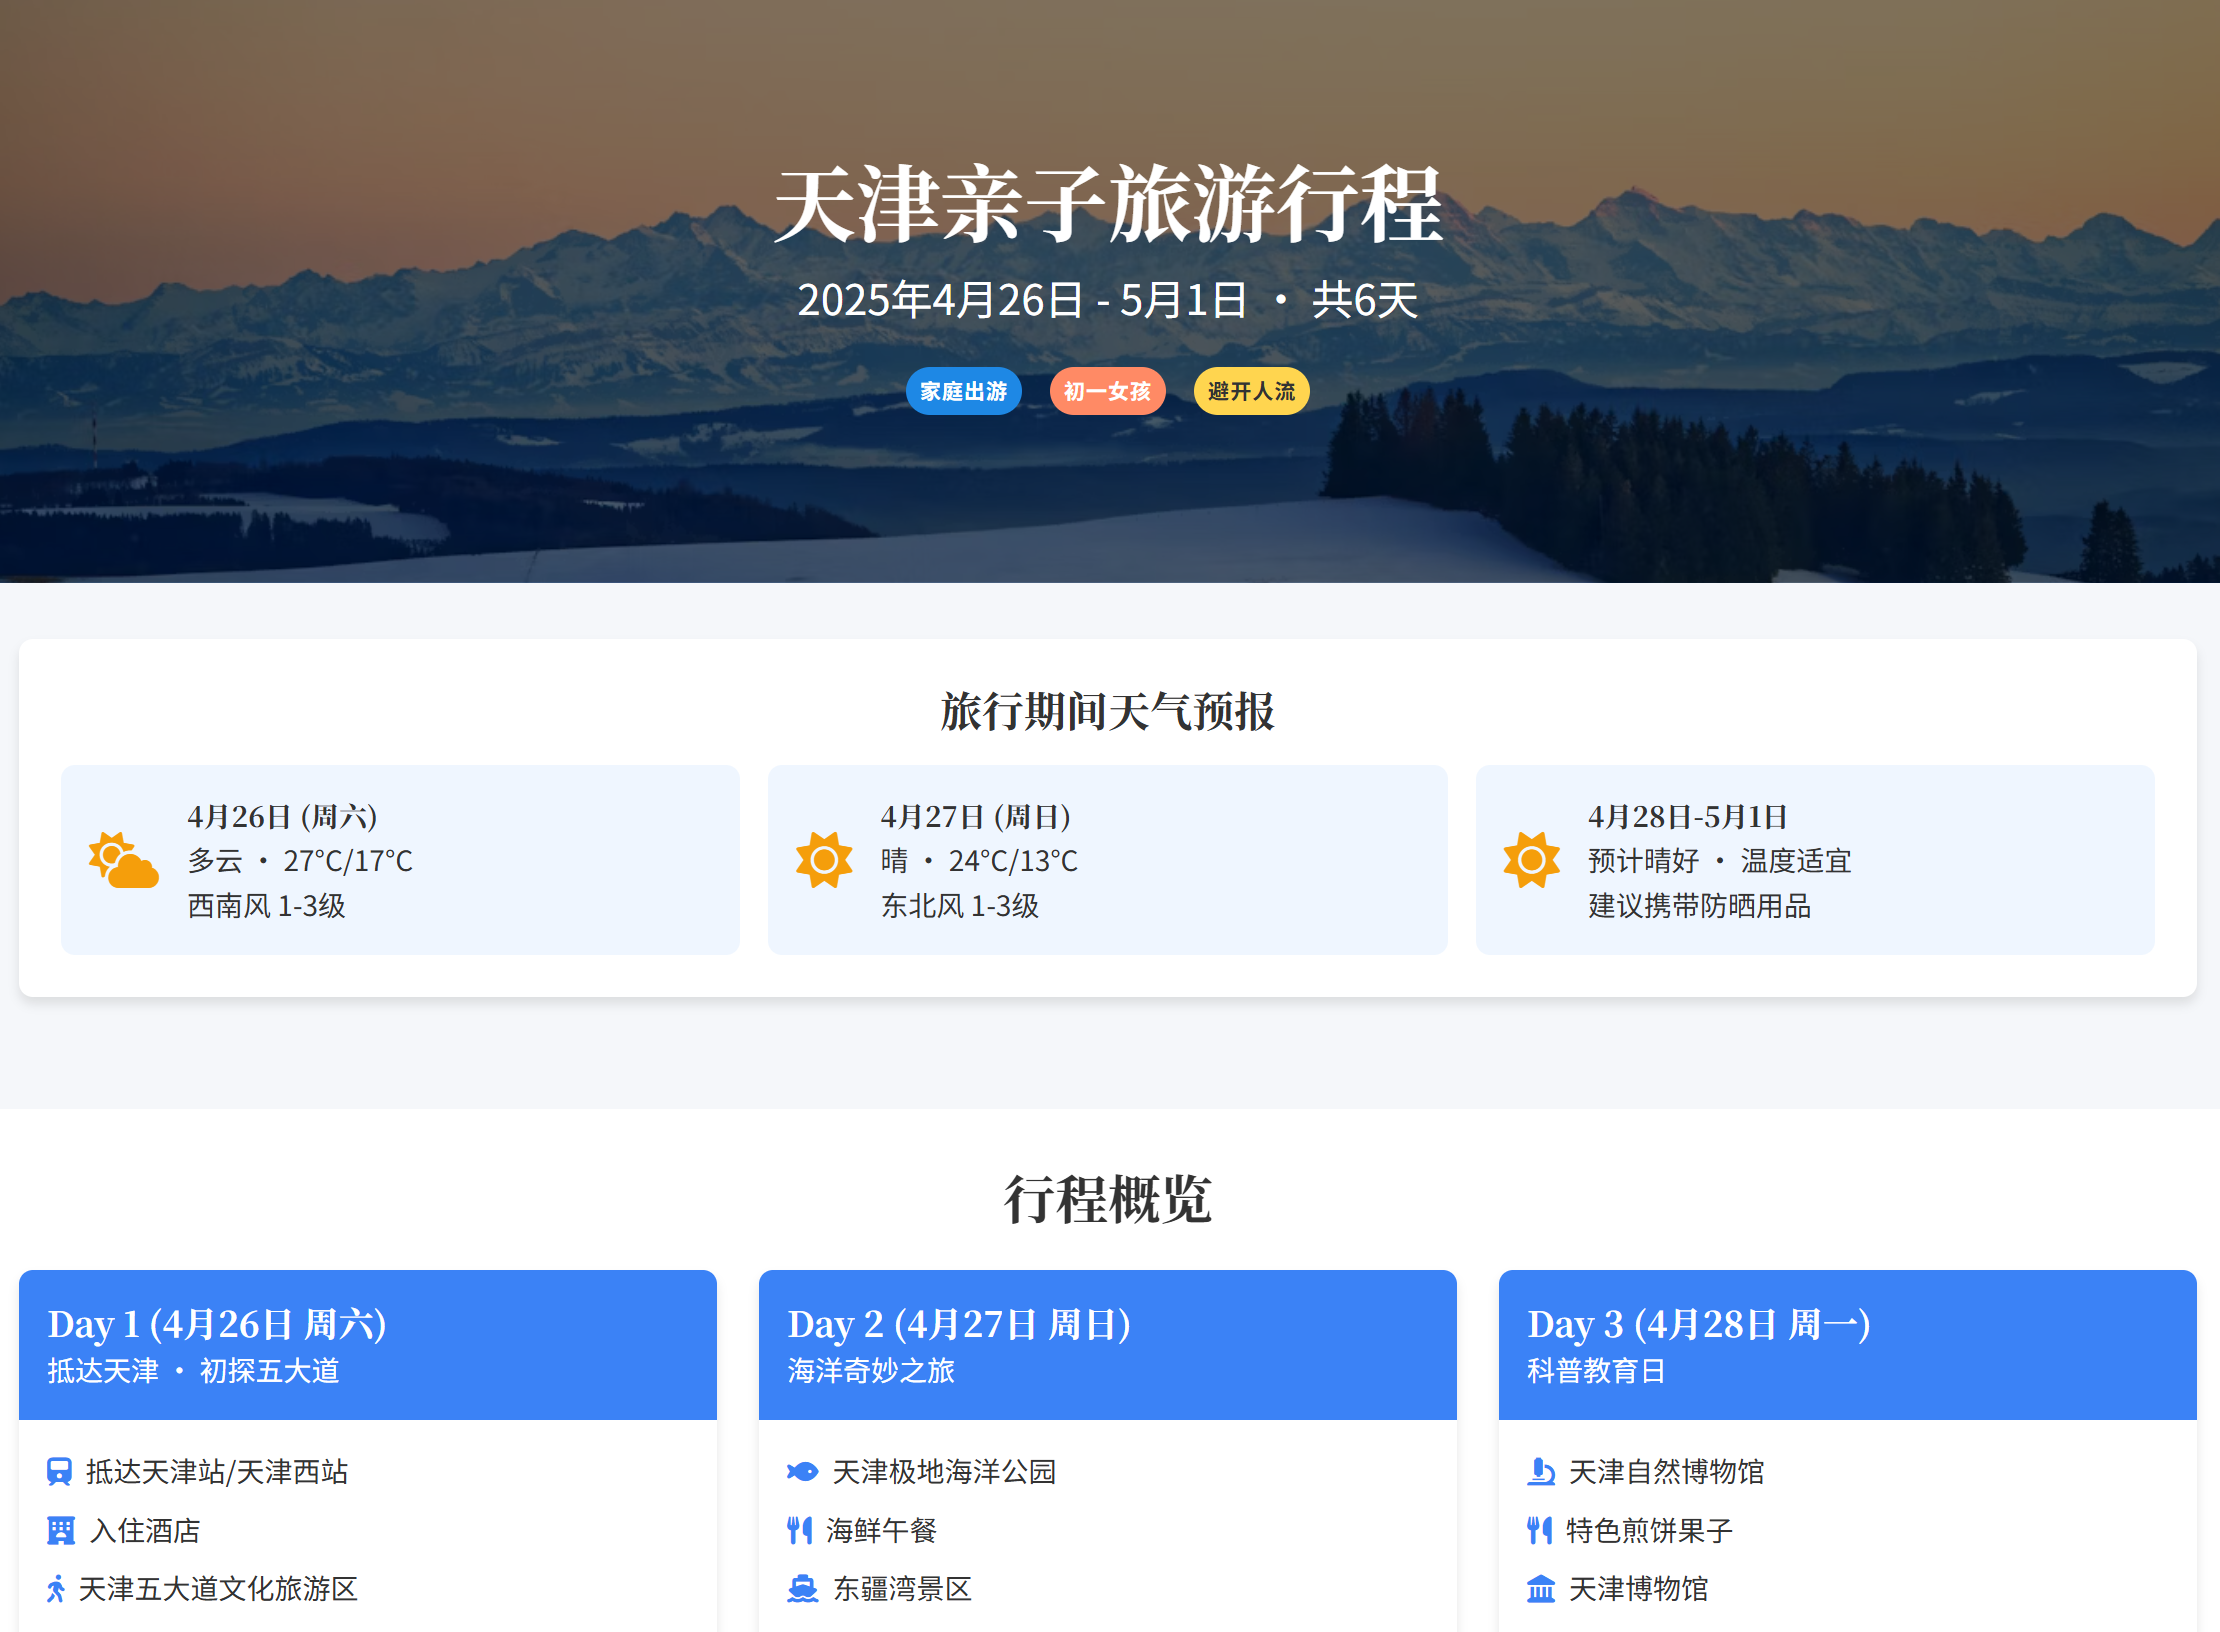 天津亲子旅游行程
2025年4月26日 - 5月1日 • 共6天
家庭出游 初一女孩 避开人流
旅行期间天气预报
4月26日 (周六)
多云 • 27°C/17°C
西南风 1-3级
4月27日 (周日)
晴 • 24°C/13°C
东北风 1-3级
4月28日-5月1日
预计晴好 • 温度适宜
建议携带防晒用品
行程概览
Day 1 (4月26日 周六)
抵达天津 • 初探五大道
抵达天津站/天津西站
入住酒店
天津五大道文化旅游区
Day 2 (4月27日 周日)
海洋奇妙之旅
天津极地海洋公园
海鲜午餐
东疆湾景区
Day 3 (4月28日 周一)
科普教育日
天津自然博物馆
特色煎饼果子
天津博物馆